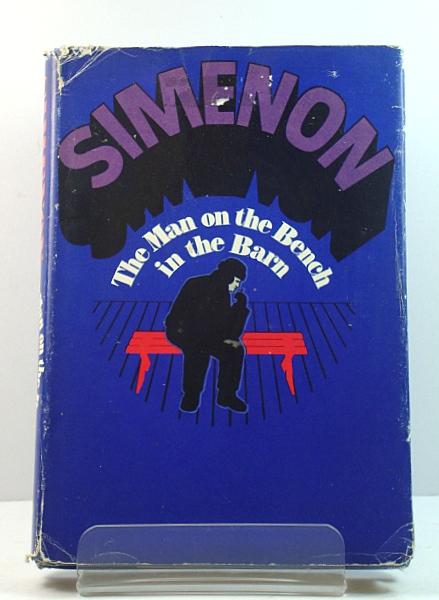 SIMENON
The Man on the Bench
in the Barn